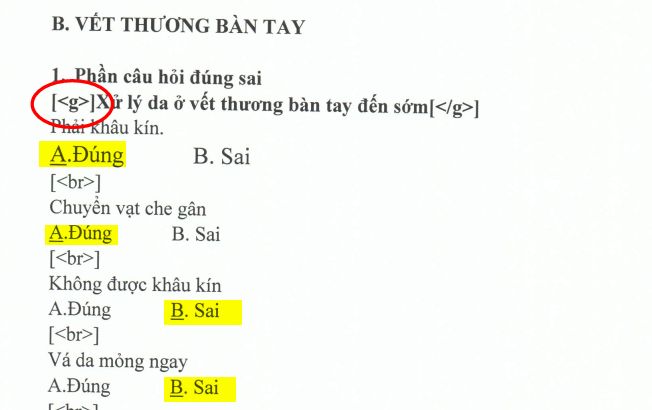 B. VẾT THƯƠNG BÀN TAY
1. Phần câu hỏi đúng sai
[<g>]Xử lý da ở vết thương bàn tay đến sớm[</g>]
Phải khâu kín.
A.Đúng B. Sai
[<br>]
Chuyển vạt che gân
A.Đúng B. Sai
[<br>]
Không được khâu kín
A.Đúng B. Sai
[<br>]
Vá da mỏng ngay
A.Đúng B. Sai
[<br>]